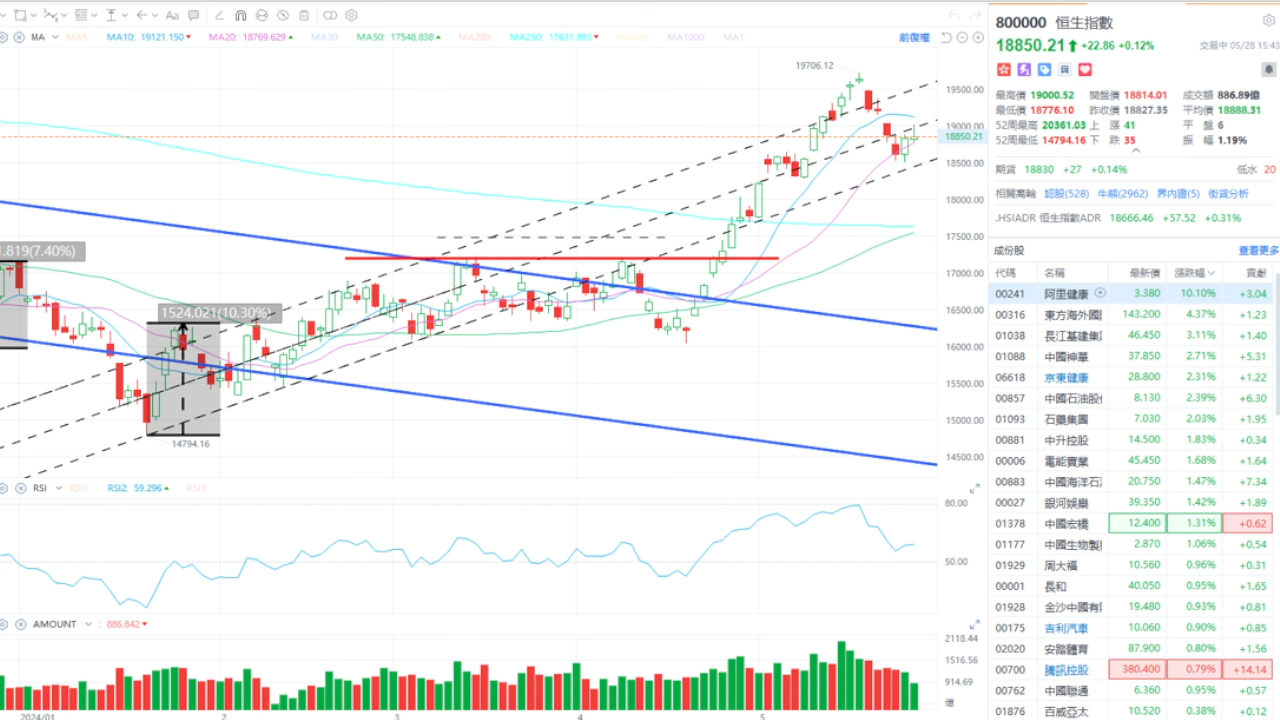 Aa
MA MA5: MA10: 19121.150 MA20: 18769.629 MA30: MA50: 17548.838 MA200: MA250: 17631.893 MA500: MA1000: MA1: 前復權
19706.12
19500.00
19000.00
18850.21
18500.00
18000.00
17500.00
17000.00
16500.00
16000.00
15500.00
15000.00
14500.00
1.819(7.40%)
1524.021(10.30%)
14794.16
RSI RSI1: RSI2: 59.296 RSI3:
80.00
50.00
AMOUNT : 886.842
2118.44
1516.56
914.69
億
2024/01 2 3 4 5
800000 恒生指數
18850.21 +22.86 +0.12% 交易中 05/28 15:43
最高價 19000.52 開盤價 18814.01 成交額 886.89億
最低價 18776.10 昨收價 18827.35 平均價 18888.31
52周最高 20361.03 上 漲 41 平 盤 6
52周最低 14794.16 下 跌 35 振 幅 1.19%
期貨 18830 +27 +0.14% 低水 20
相關窩輪 認股(528) 牛熊(2962) 界內證(5) 街貨分析
.HSIADR 恒生指數ADR 18666.46 +57.52 +0.31%
成份股 查看更多
代碼 名稱 最新價 漲跌幅 貢獻
00241 阿里健康 3.380 10.10% +3.04
00316 東方海外國 143.200 4.37% +1.23
01038 長江基建集 46.450 3.11% +1.40
01088 中國神華 37.850 2.71% +5.31
06618 京東健康 28.800 2.31% +1.22
00857 中國石油股 8.130 2.39% +6.30
01093 石藥集團 7.030 2.03% +1.95
00881 中升控股 14.500 1.83% +0.34
00006 電能實業 45.450 1.68% +1.64
00883 中國海洋石 20.750 1.47% +7.34
00027 銀河娛樂 39.350 1.42% +1.89
01378 中國宏橋 12.400 1.31% +0.62
01177 中國生物製 2.870 1.06% +0.54
01929 周大福 10.560 0.96% +0.31
00001 長和 40.050 0.95% +1.65
01928 金沙中國有 19.480 0.93% +0.81
00175 吉利汽車 10.060 0.90% +0.85
02020 安踏體育 87.900 0.80% +1.56
00700 騰訊控股 380.400 0.79% +14.14
00762 中國聯通 6.360 0.95% +0.57
01876 百威亞太 10.520 0.38% +0.12